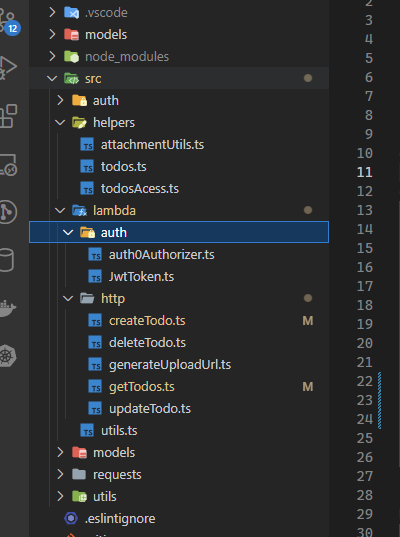 .vscode
models
node_modules
src
auth
helpers
TS attachmentUtils.ts
TS todos.ts
TS todosAcess.ts
lambda
auth
TS auth0Authorizer.ts
TS JwtToken.ts
http
TS createTodo.ts M
TS deleteTodo.ts
TS generateUploadUrl.ts
TS getTodos.ts M
TS updateTodo.ts
TS utils.ts
models
requests
utils
.eslintignore
12
2
3
4
5
6
7
8
9
10
11
12
13
14
15
16
17
18
19
20
21
22
23
24
25
26
27
28
29
30